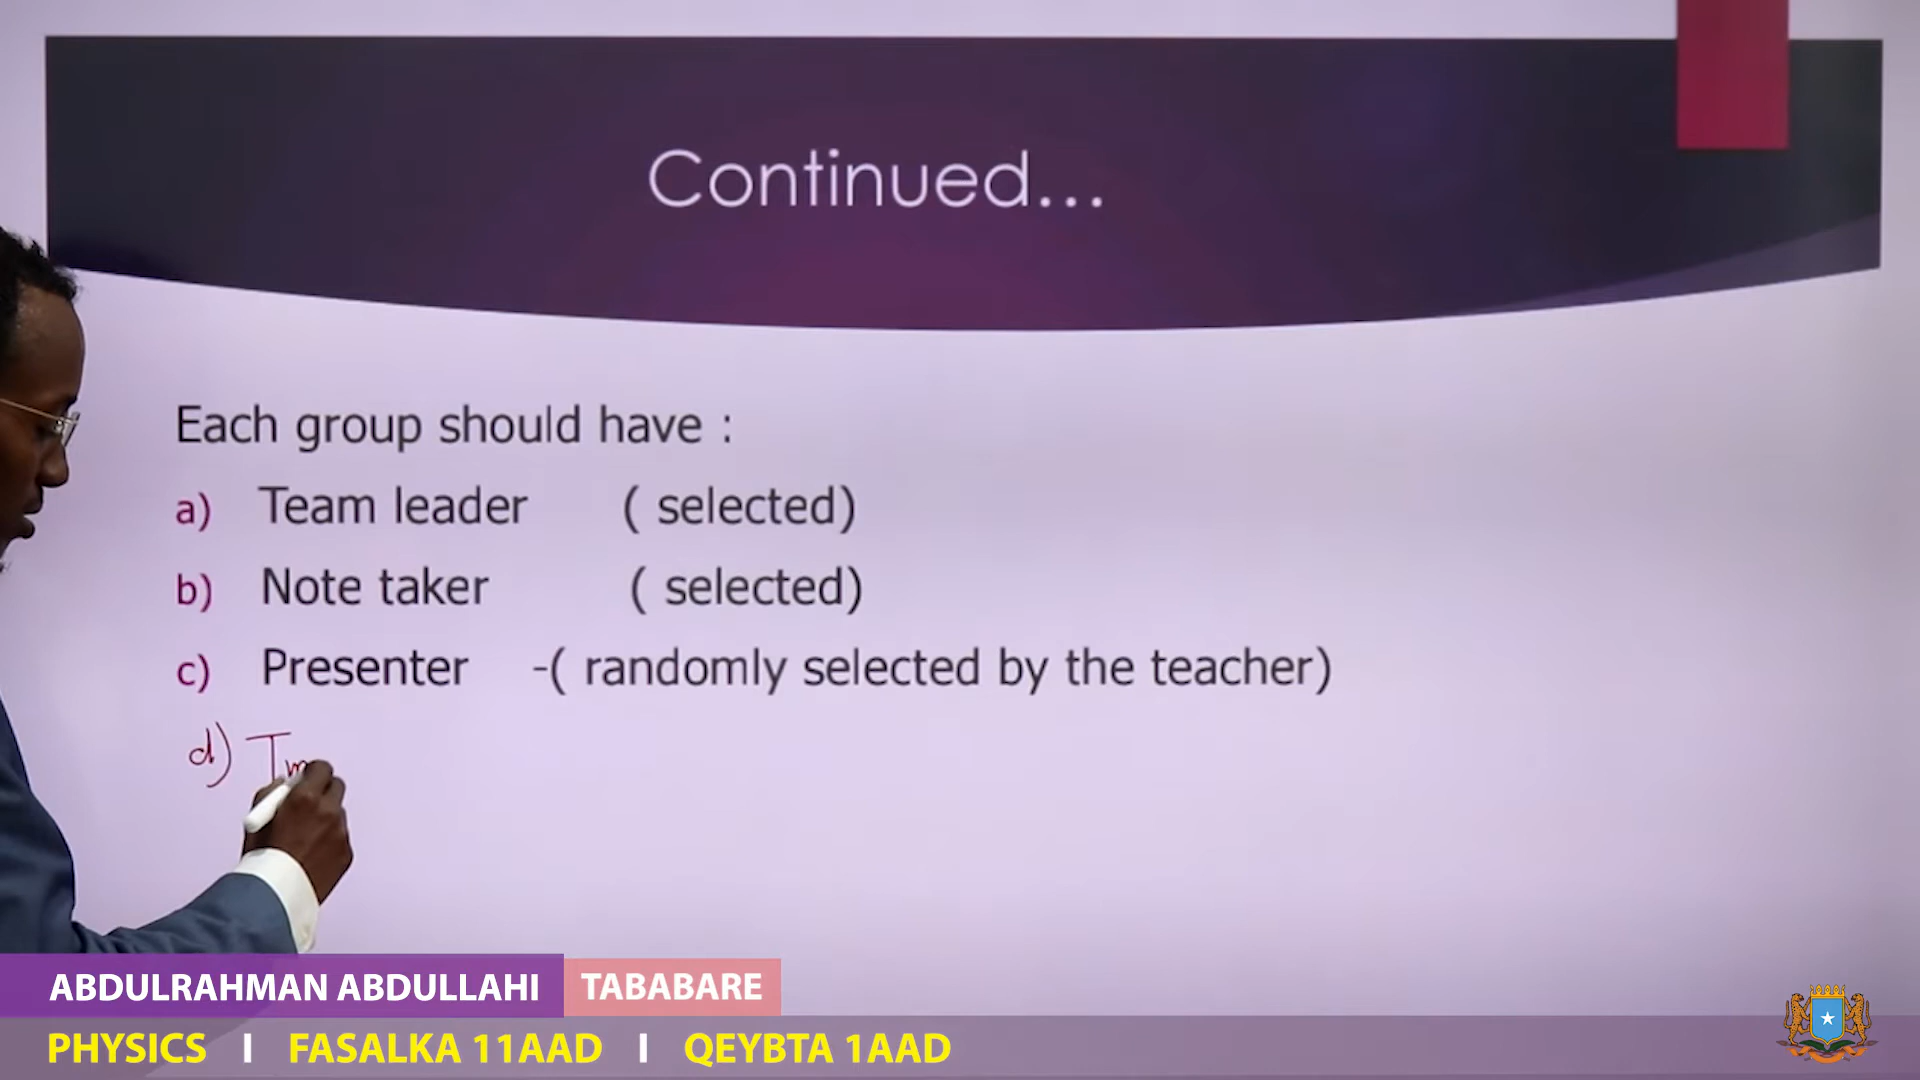 Continued...
Each group should have :
a) Team leader ( selected)
b) Note taker ( selected)
c) Presenter -( randomly selected by the teacher)
d)
ABDULRAHMAN ABDULLAHI TABABARE
PHYSICS I FASALKA 11AAD I QEYBTA 1AAD